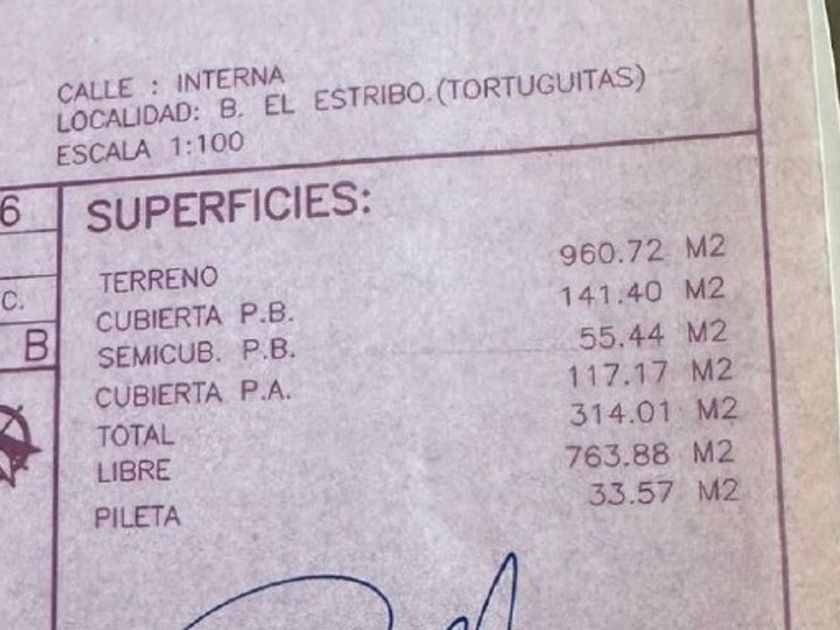 CALLE : INTERNA
LOCALIDAD: B. EL ESTRIBO.(TORTUGUITAS)
ESCALA 1:100
6
SUPERFICIES:
TERRENO 960.72 M2
C.
CUBIERTA P.B. 141.40 M2
B
SEMICUB. P.B. 55.44 M2
CUBIERTA P.A. 117.17 M2
TOTAL 314.01 M2
LIBRE 763.88 M2
PILETA 33.57 M2